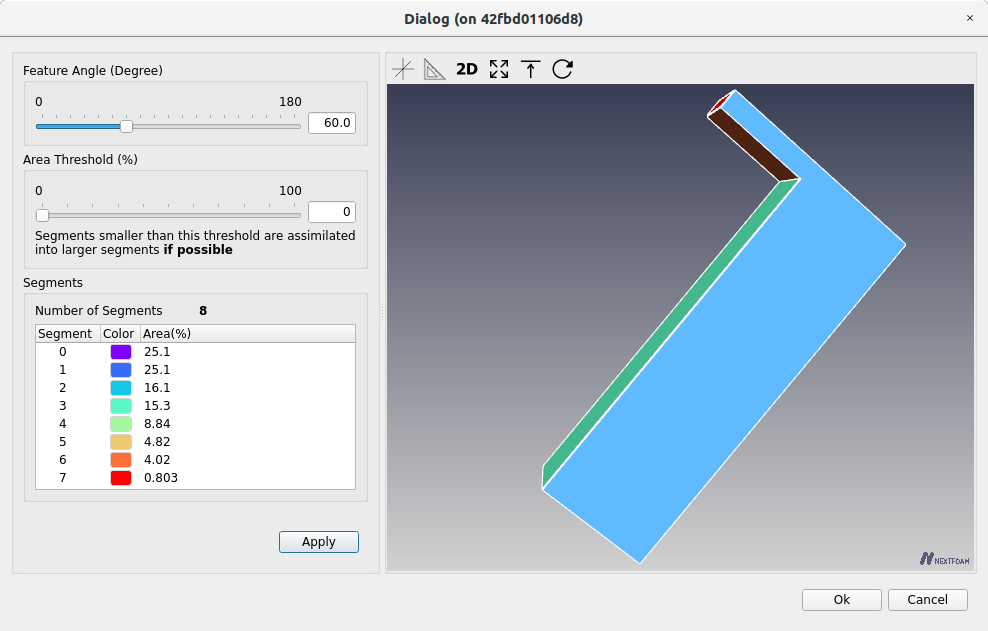 Dialog (on 42fbd01106d8)
×
Feature Angle (Degree)
0 180
60.0
Area Threshold (%)
0 100
0
Segments smaller than this threshold are assimilated
into larger segments if possible
Segments
Number of Segments 8
Segment Color Area(%)
0 25.1
1 25.1
2 16.1
3 15.3
4 8.84
5 4.82
6 4.02
7 0.803
Apply
2D
NEXTFOAM
Ok Cancel